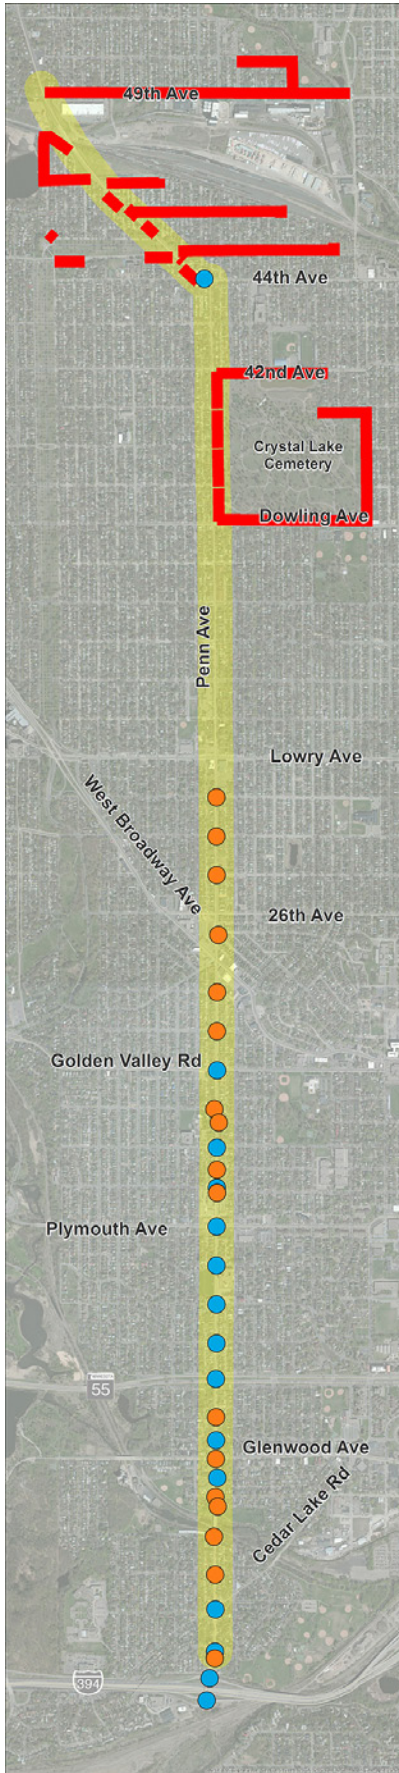 49th Ave
44th Ave
42nd Ave
Crystal Lake
Cemetery
Dowling Ave
Penn Ave
Lowry Ave
West Broadway Ave
26th Ave
Golden Valley Rd
Plymouth Ave
55
Glenwood Ave
Cedar Lake Rd
394